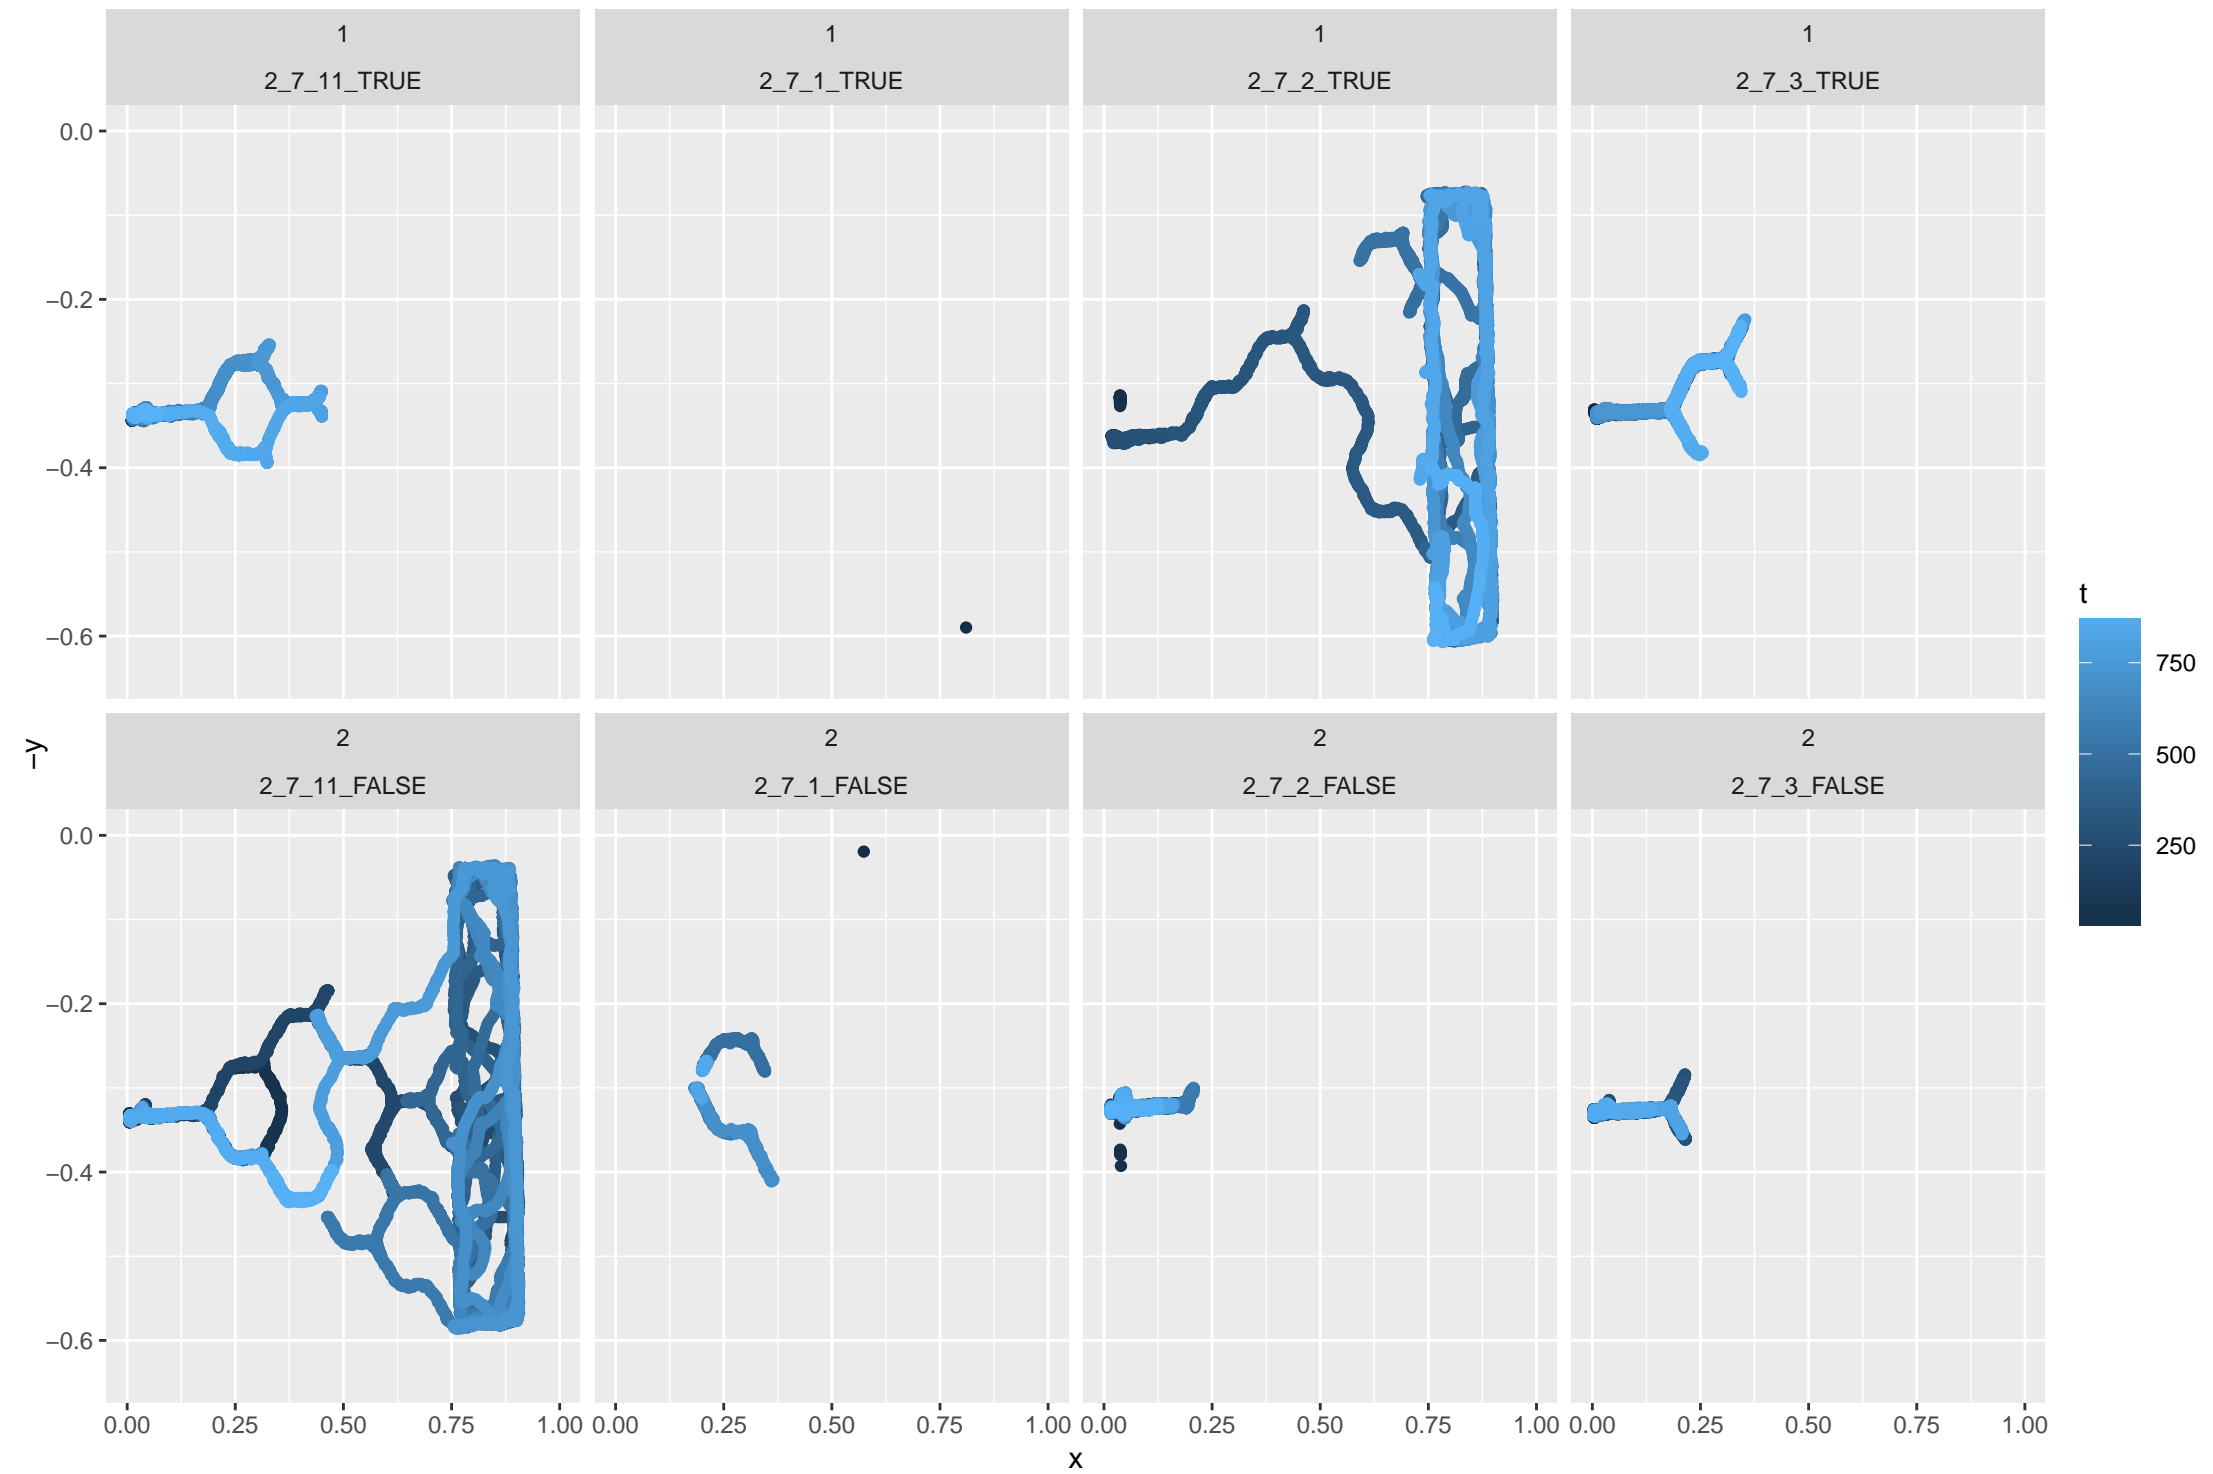 1 1 1 1
2_7_11_TRUE 2_7_1_TRUE 2_7_2_TRUE 2_7_3_TRUE
0.0
−0.2
−0.4
−0.6
2 2 2 2
2_7_11_FALSE 2_7_1_FALSE 2_7_2_FALSE 2_7_3_FALSE
0.0
−0.2
−0.4
−0.6
0.00 0.25 0.50 0.75 1.00 0.00 0.25 0.50 0.75 1.00 0.00 0.25 0.50 0.75 1.00 0.00 0.25 0.50 0.75 1.00
x
−y
t
750
500
250